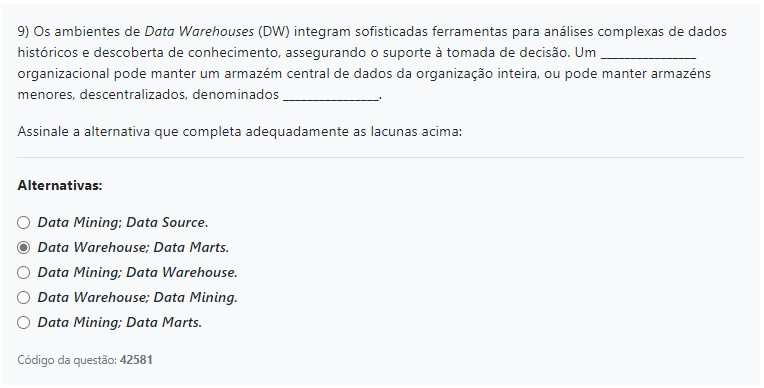 9) Os ambientes de Data Warehouses (DW) integram sofisticadas ferramentas para análises complexas de dados
históricos e descoberta de conhecimento, assegurando o suporte à tomada de decisão. Um ________________
organizacional pode manter um armazém central de dados da organização inteira, ou pode manter armazéns
menores, descentralizados, denominados ________________.
Assinale a alternativa que completa adequadamente as lacunas acima:
Alternativas:
Data Mining; Data Source.
Data Warehouse; Data Marts.
Data Mining; Data Warehouse.
Data Warehouse; Data Mining.
Data Mining; Data Marts.
Código da questão: 42581